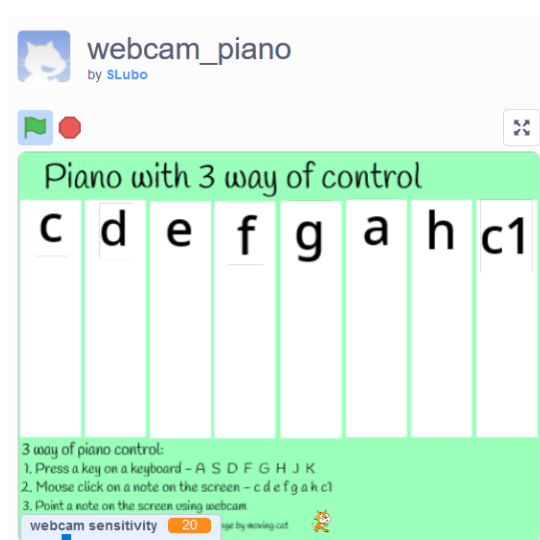 webcam_piano
by SLubo
Piano with 3 way of control
c d e f g a h c1
3 way of piano control:
1. Press a key on a keyboard - A S D F G H J K
2. Mouse click on a note on the screen - c d e f g a h c1
3. Point a note on the screen using webcam
webcam sensitivity 20
by moving cat